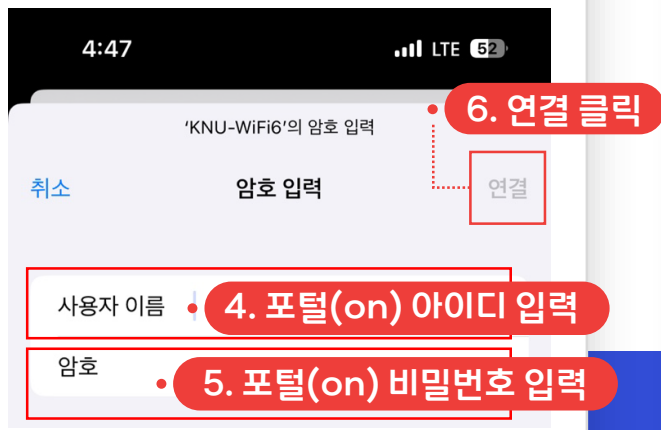 4:47 LTE 52
6. 연결 클릭
'KNU-WiFi6'의 암호 입력
취소 암호 입력 연결
사용자 이름 4. 포털(on) 아이디 입력
암호 5. 포털(on) 비밀번호 입력